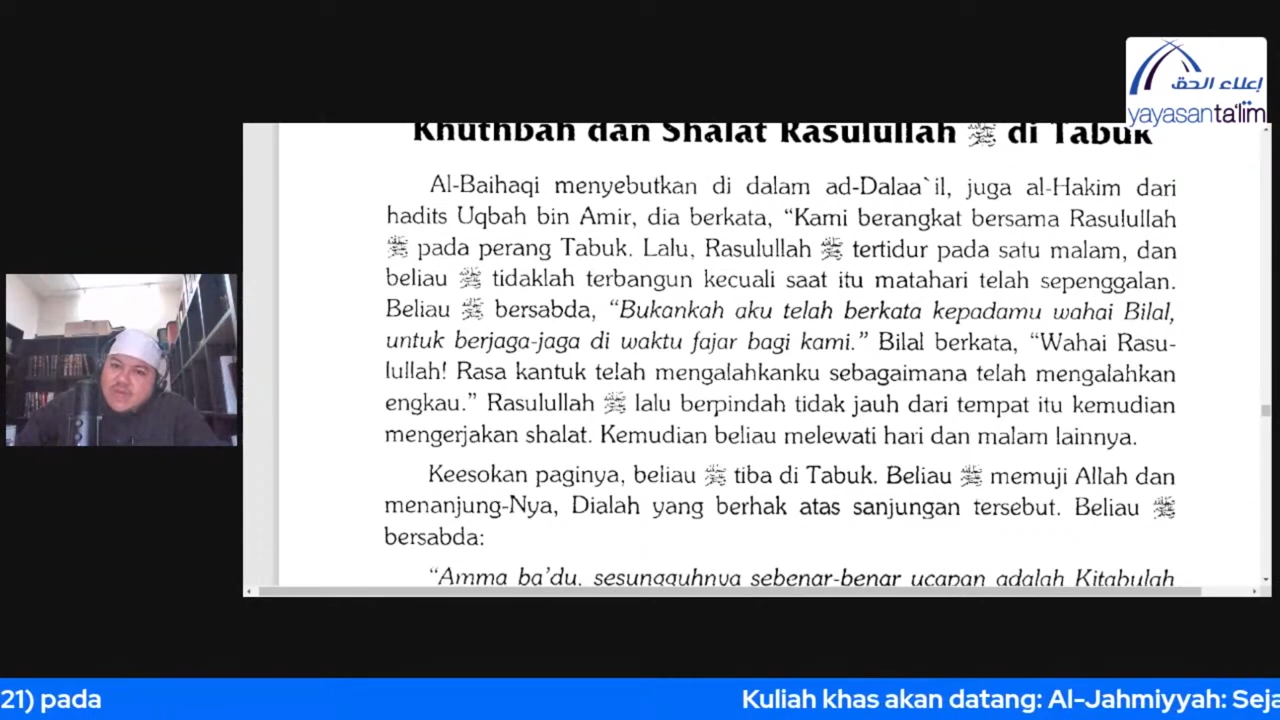 إعلاء الحق
yayasanta'lim
Khuthbah dan Shalat Rasulullah ﷺ di Tabuk
Al-Baihaqi menyebutkan di dalam ad-Dalaa`il, juga al-Hakim dari
hadits Uqbah bin Amir, dia berkata, “Kami berangkat bersama Rasulullah
ﷺ pada perang Tabuk. Lalu, Rasulullah ﷺ tertidur pada satu malam, dan
beliau ﷺ tidaklah terbangun kecuali saat itu matahari telah sepenggalan.
Beliau ﷺ bersabda, “Bukankah aku telah berkata kepadamu wahai Bilal,
untuk berjaga-jaga di waktu fajar bagi kami.” Bilal berkata, “Wahai Rasu-
lullah! Rasa kantuk telah mengalahkanku sebagaimana telah mengalahkan
engkau.” Rasulullah ﷺ lalu berpindah tidak jauh dari tempat itu kemudian
mengerjakan shalat. Kemudian beliau melewati hari dan malam lainnya.
Keesokan paginya, beliau ﷺ tiba di Tabuk. Beliau ﷺ memuji Allah dan
menanjung-Nya, Dialah yang berhak atas sanjungan tersebut. Beliau ﷺ
bersabda:
“Amma ba’du, sesungguhnya sebenar-benar ucapan adalah Kitabulah
21) pada
Kuliah khas akan datang: Al-Jahmiyyah: Seja